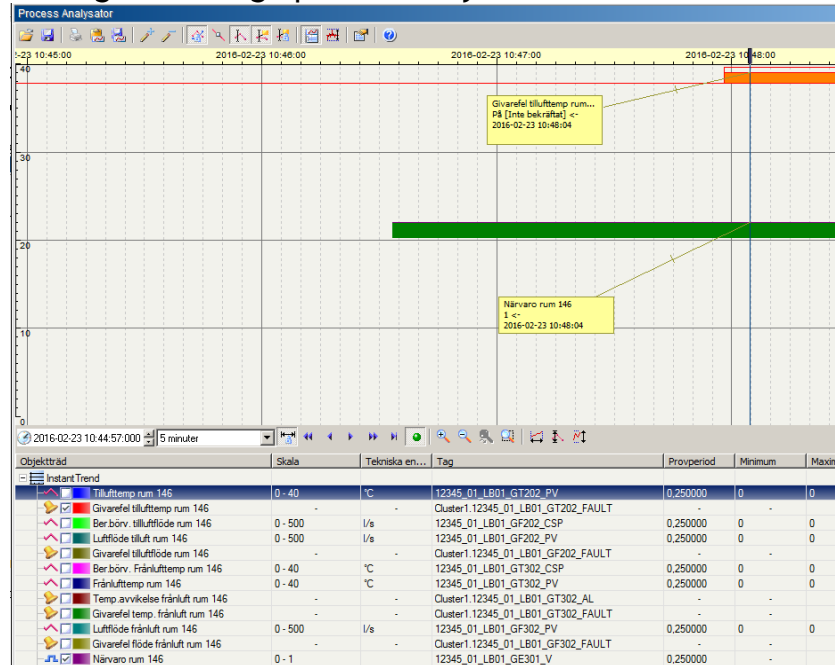 Process Analysator
2-23 10:45:00 2016-02-23 10:46:00 2016-02-23 10:47:00 2016-02-23 10:48:00
40
Givarefel tillufttemp rum...
På [Inte bekräftat] <-
2016-02-23 10:48:04
30
20
Närvaro rum 146
1 <-
2016-02-23 10:48:04
10
0
2016-02-23 10:44:57:000 5 minuter
Objektträd Skala Tekniska en... Tag Provperiod Minimum Maxim
InstantTrend
Tillufttemp rum 146 0 - 40 °C 12345_01_LB01_GT202_PV 0,250000 0 0
Givarefel tillufttemp rum 146 - - Cluster1.12345_01_LB01_GT202_FAULT -
Ber.börv. tillluftflöde rum 146 0 - 500 l/s 12345_01_LB01_GF202_CSP 0,250000 0 0
Luftflöde tilluft rum 146 0 - 500 l/s 12345_01_LB01_GF202_PV 0,250000 0 0
Givarefel tilluftflöde rum 146 - - Cluster1.12345_01_LB01_GF202_FAULT -
Ber.börv. Frånlufttemp rum 146 0 - 40 °C 12345_01_LB01_GT302_CSP 0,250000 0 0
Frånlufttemp rum 146 0 - 40 °C 12345_01_LB01_GT302_PV 0,250000 0 0
Temp.avvikelse frånluft rum 146 - - Cluster1.12345_01_LB01_GT302_AL -
Givarefel temp. frånluft rum 146 - - Cluster1.12345_01_LB01_GT302_FAULT -
Luftflöde frånluft rum 146 0 - 500 l/s 12345_01_LB01_GF302_PV 0,250000 0 0
Givarefel flöde frånluft rum 146 - - Cluster1.12345_01_LB01_GF302_FAULT -
Närvaro rum 146 0 - 1 12345_01_LB01_GE301_V 0,250000 -